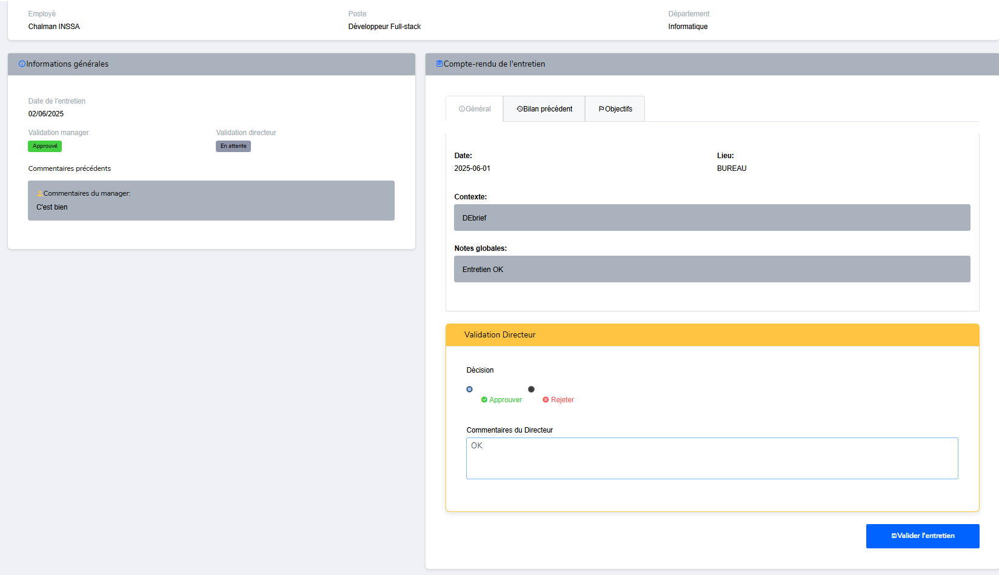 Employé
Chalman INSSA
Poste
Développeur Full-stack
Département
Informatique
Informations générales
Date de l'entretien
02/06/2025
Validation manager
Approuvé
Validation directeur
En attente
Commentaires précédents
Commentaires du manager:
C'est bien
Compte-rendu de l'entretien
Général
Bilan précédent
Objectifs
Date:
2025-06-01
Lieu:
BUREAU
Contexte:
DEbrief
Notes globales:
Entretien OK
Validation Directeur
Décision
Approuver
Rejeter
Commentaires du Directeur
OK
Valider l'entretien